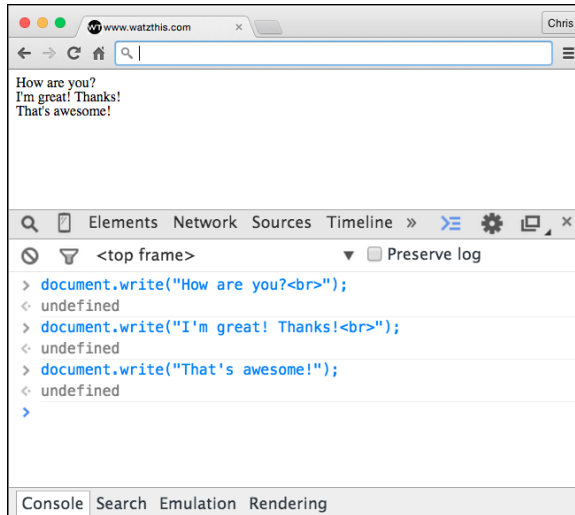 WT www.watzthis.com × Chris
How are you?
I'm great! Thanks!
That's awesome!
Elements Network Sources Timeline » ×
<top frame> ▼ Preserve log
> document.write("How are you?<br>");
<· undefined
> document.write("I'm great! Thanks!<br>");
<· undefined
> document.write("That's awesome!");
<· undefined
>
Console Search Emulation Rendering